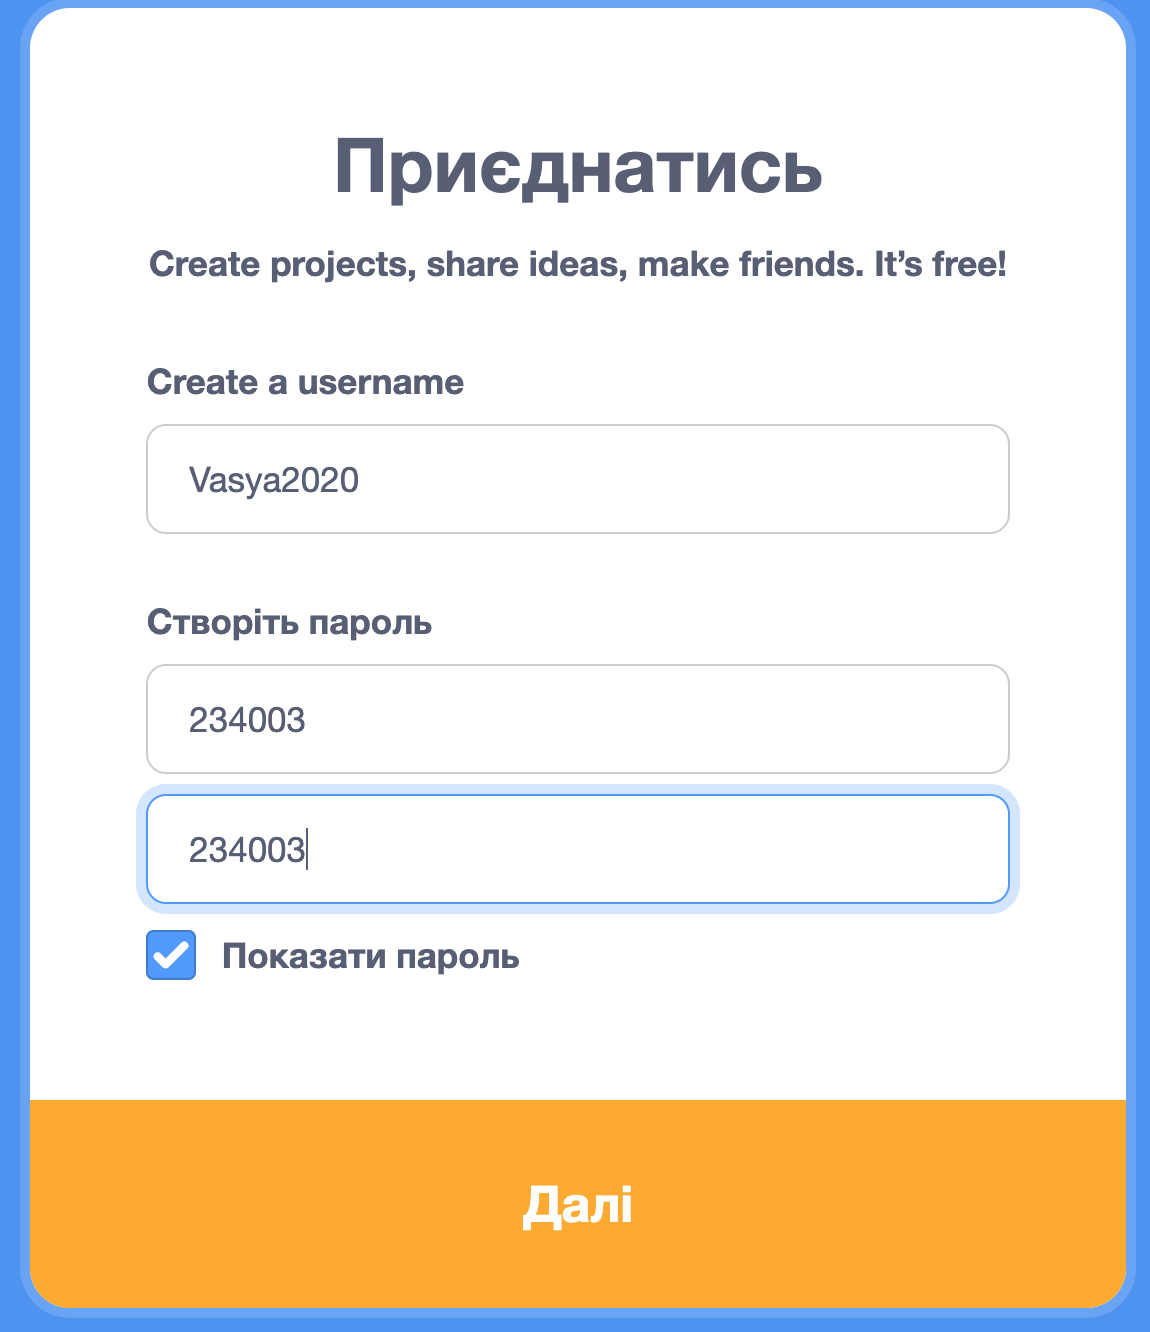 Приєднатись
Create projects, share ideas, make friends. It’s free!
Create a username
Vasya2020
Створіть пароль
234003
234003
Показати пароль
Далі